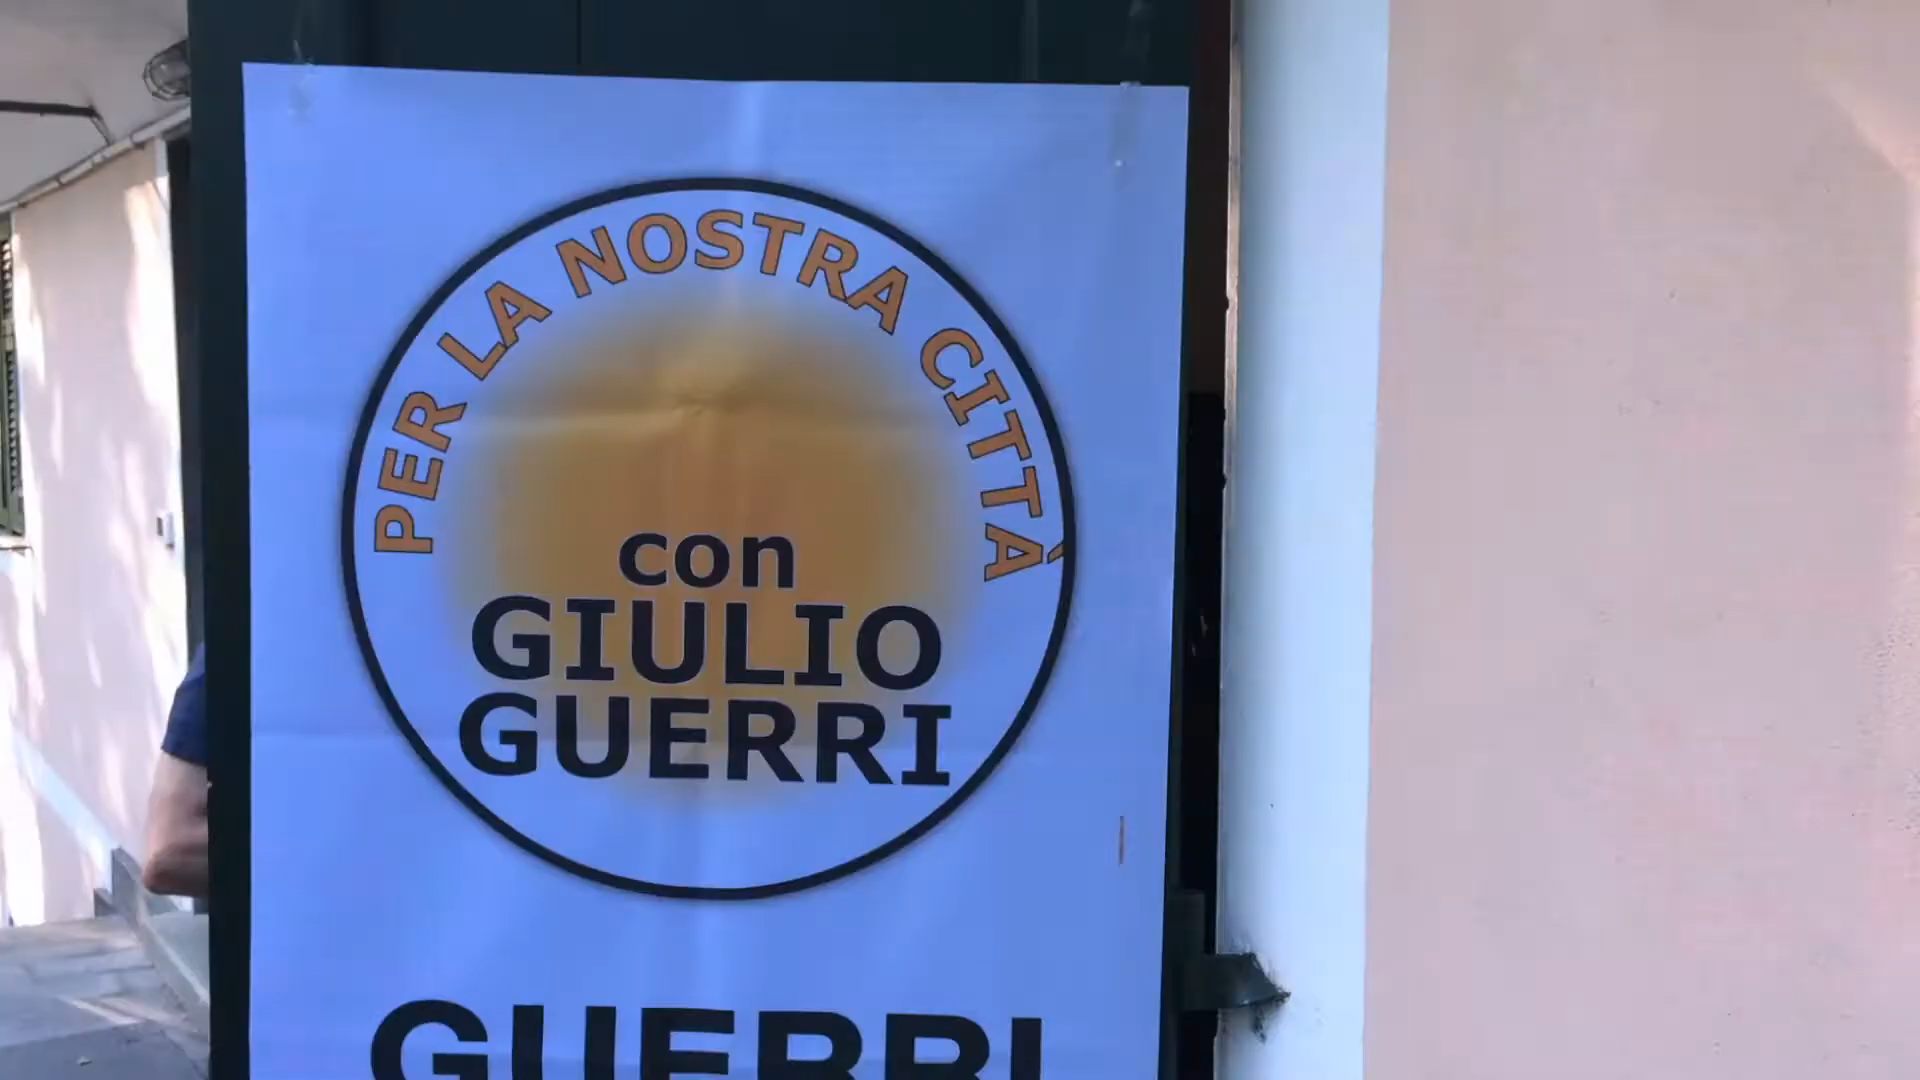 PER LA NOSTRA CITTÀ
con
GIULIO
GUERRI
GUERRI